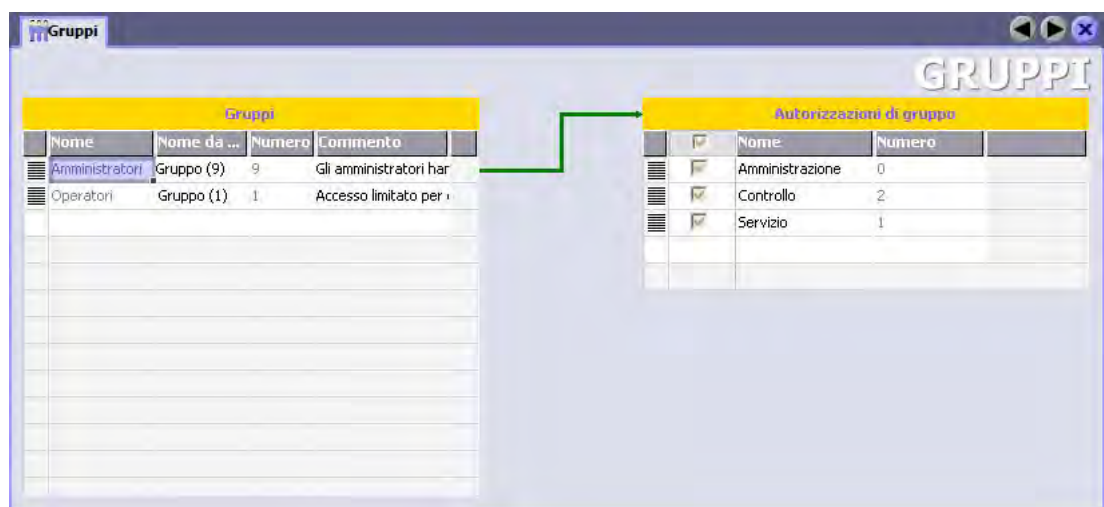 Gruppi
GRUPPI
Gruppi
Nome Nome da ... Numero Commento
Amministratori Gruppo (9) 9 Gli amministratori har
Operatori Gruppo (1) 1 Accesso limitato per
Autorizzazioni di gruppo
Nome Numero
Amministrazione 0
Controllo 2
Servizio 1